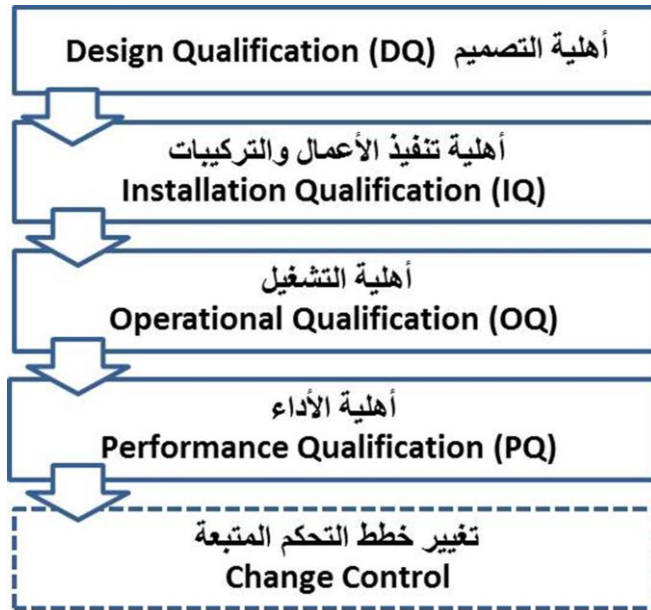 أهلية التصميم Design Qualification (DQ)
أهلية تنفيذ الأعمال والتركيبات
Installation Qualification (IQ)
أهلية التشغيل
Operational Qualification (OQ)
أهلية الأداء
Performance Qualification (PQ)
تغيير خطط التحكم المتبعة
Change Control